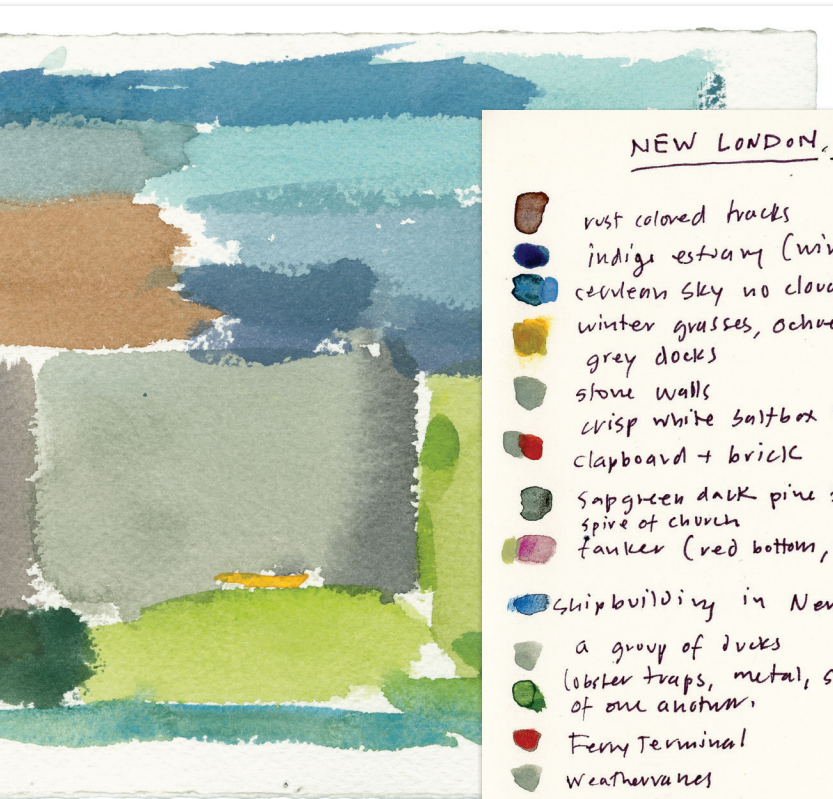 NEW LONDON,
rust colored tracks
indigo estuary (win
cerulean sky no cloud
winter grasses, ochre
grey docks
stone walls
crisp white saltbox
clapboard + brick
sapgreen dark pine
spire of church
tanker (red bottom,
Shipbuilding in New
a group of ducks
lobster traps, metal, s
of one another.
Ferry Terminal
weathervanes